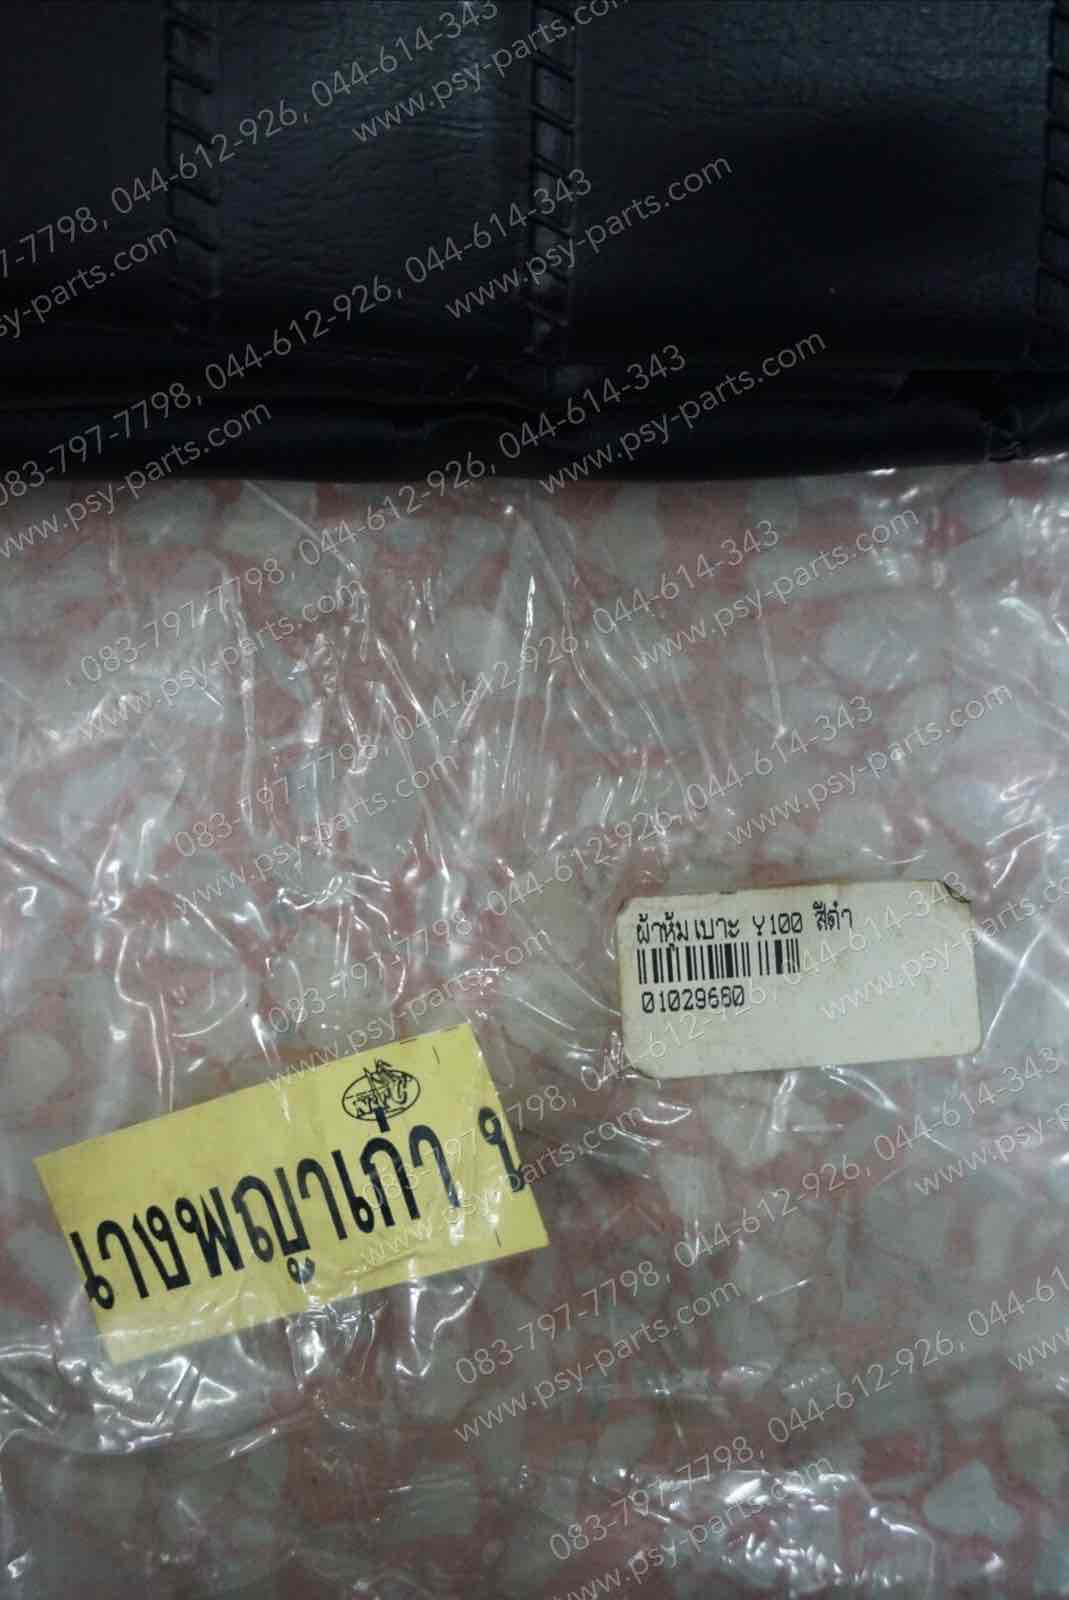 083-797-7798, 044-612-926, 044-614-343
www.psy-parts.com
ผ้าหุ้มเบาะ Y100 สีดำ
01029660
นางพญาเก่า